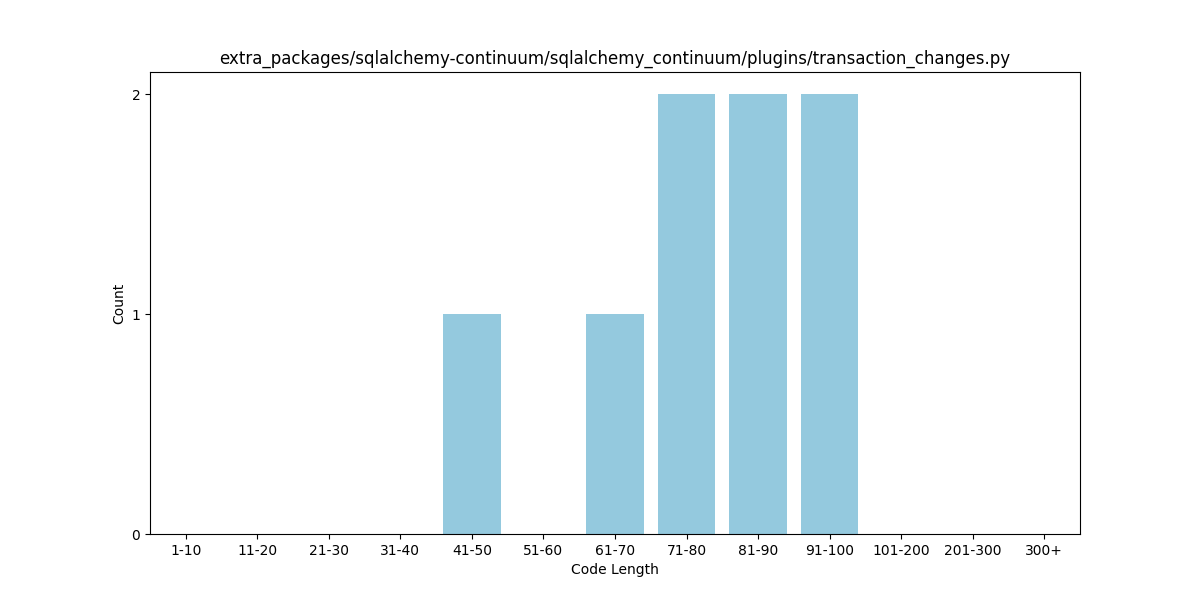 extra_packages/sqlalchemy-continuum/sqlalchemy_continuum/plugins/transaction_changes.py
2
1
0
Count
1-10 11-20 21-30 31-40 41-50 51-60 61-70 71-80 81-90 91-100 101-200 201-300 300+
Code Length